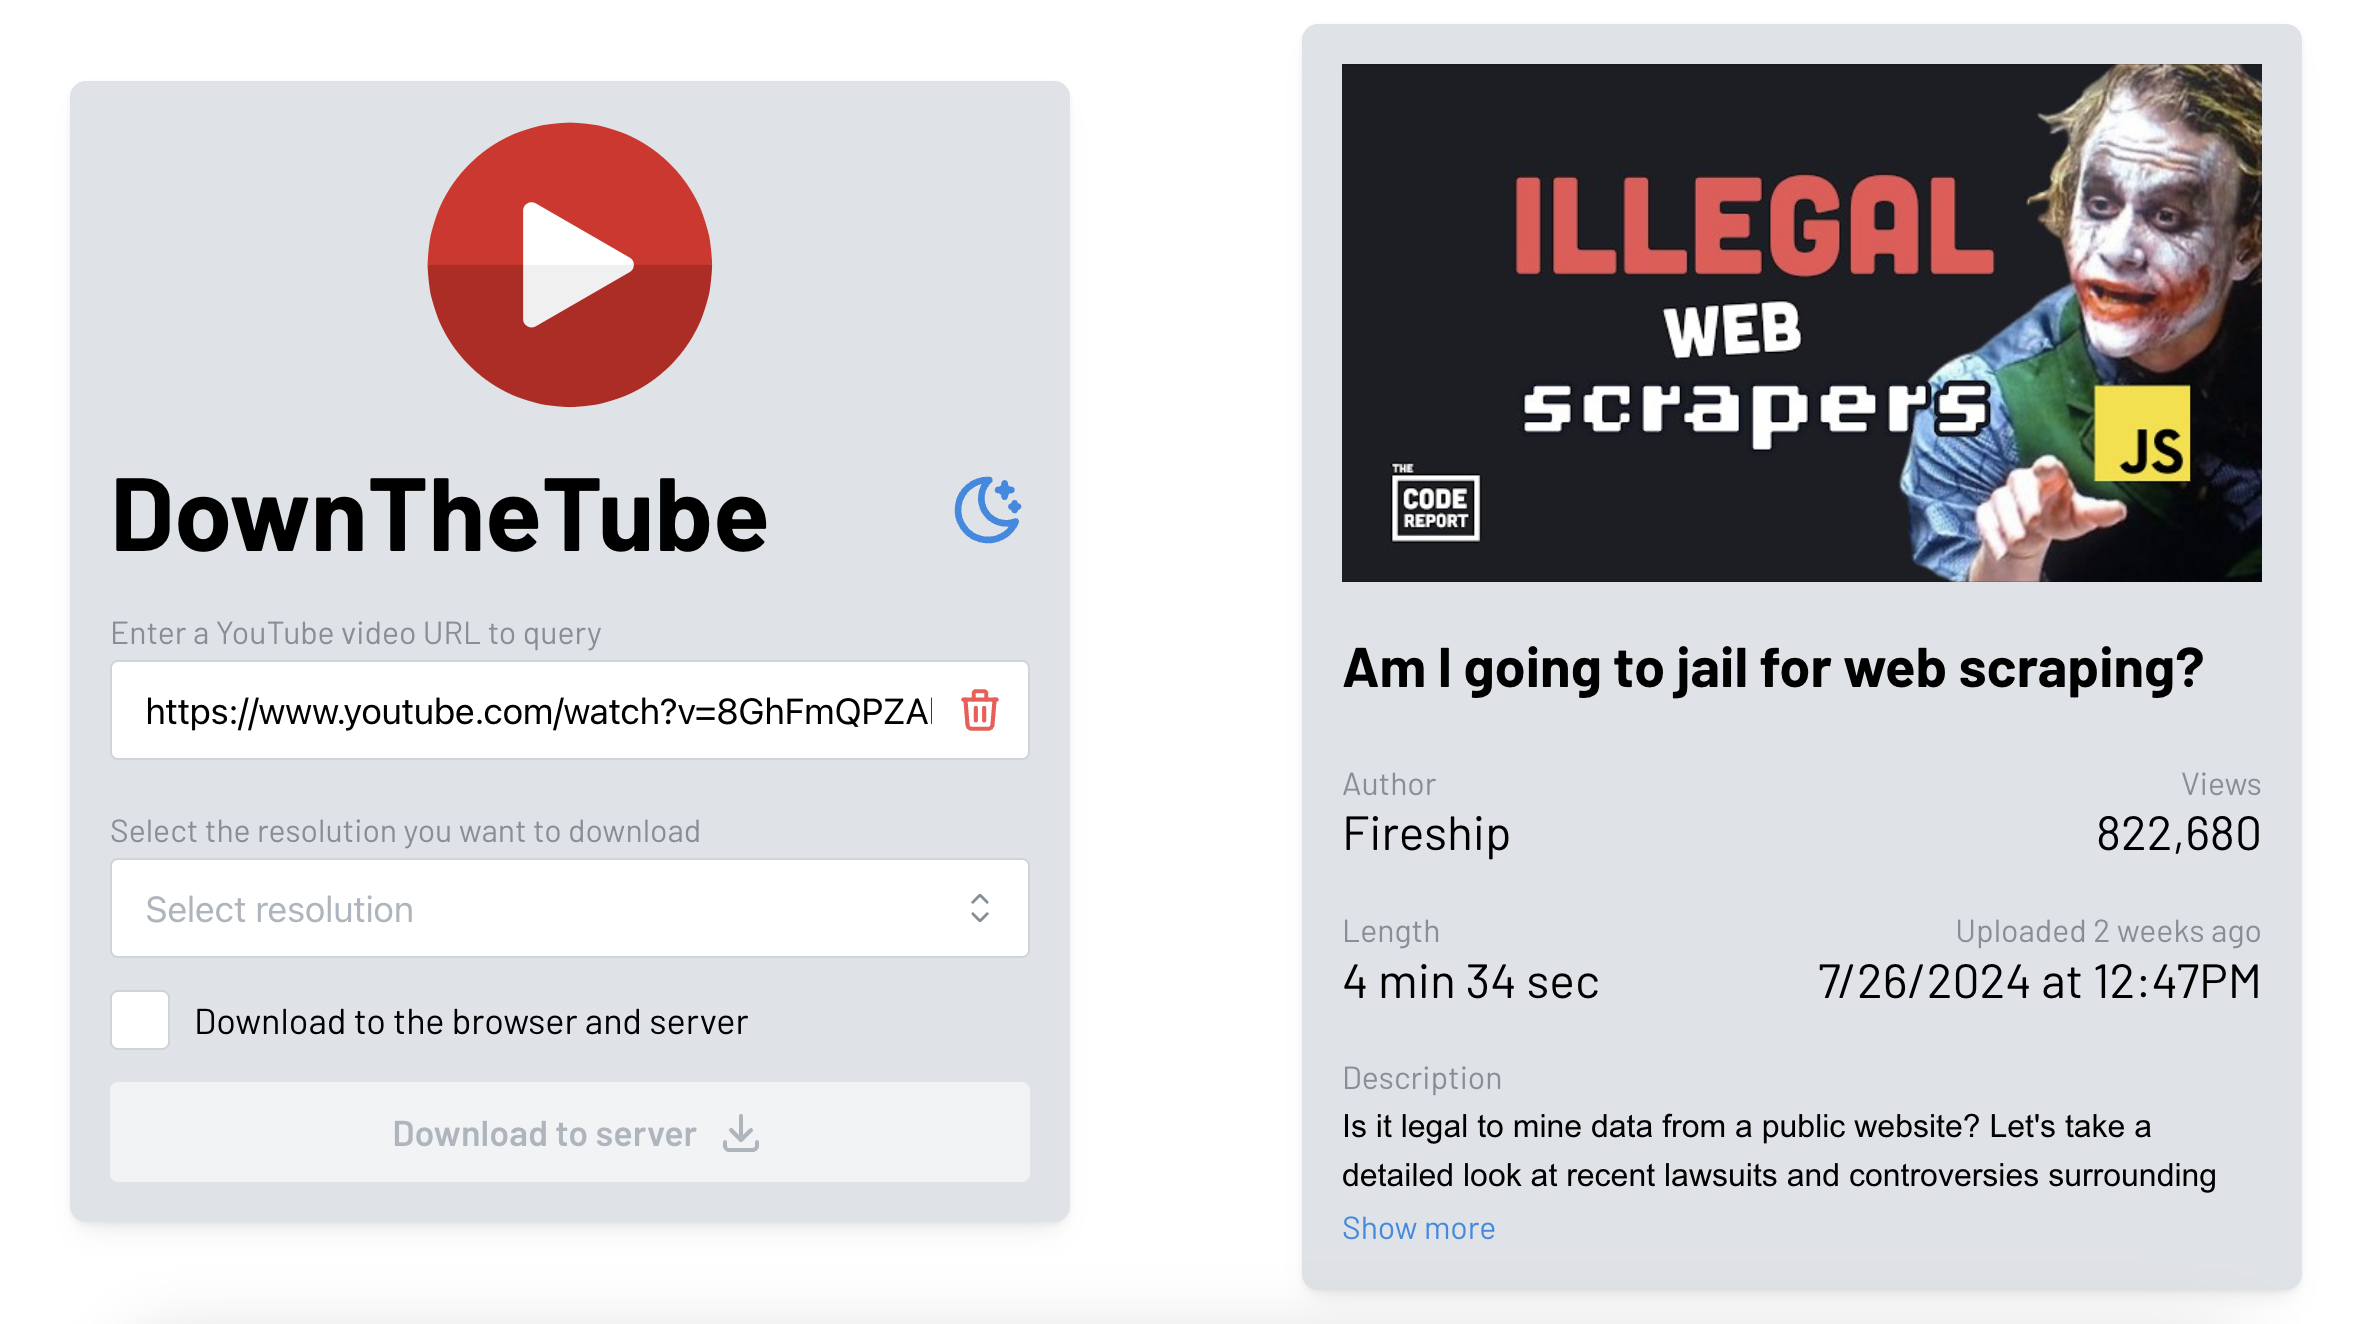 DownTheTube
Enter a YouTube video URL to query
https://www.youtube.com/watch?v=8GhFmQPZA
Select the resolution you want to download
Select resolution
Download to the browser and server
Download to server
ILLEGAL
WEB
scrapers
JS
THE
CODE
REPORT
Am I going to jail for web scraping?
Author
Views
Fireship
822,680
Length
Uploaded 2 weeks ago
4 min 34 sec
7/26/2024 at 12:47PM
Description
Is it legal to mine data from a public website? Let's take a
detailed look at recent lawsuits and controversies surrounding
Show more